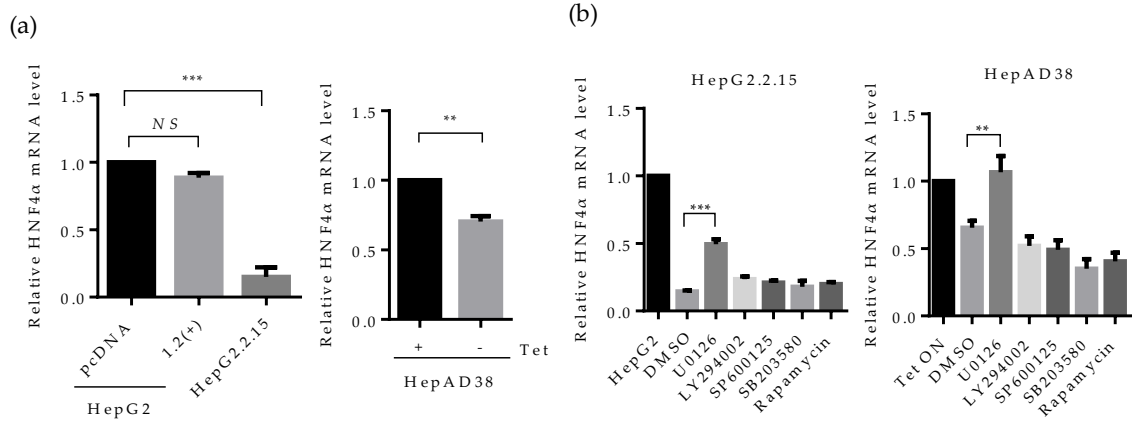 (a)
Relative HNF4α mRNA level
1.5
1.0
0.5
0.0
***
NS
pcDNA
1.2(+)
HepG2.2.15
HepG2
Relative HNF4α mRNA level
1.5
1.0
0.5
0.0
**
+
-
Tet
HepAD38
(b)
HepG2.2.15
Relative HNF4α mRNA level
1.5
1.0
0.5
0.0
***
HepG2
DMSO
U0126
LY294002
SP600125
SB203580
Rapamycin
HepAD38
Relative HNF4α mRNA level
1.5
1.0
0.5
0.0
**
Tet ON
DMSO
U0126
LY294002
SP600125
SB203580
Rapamycin